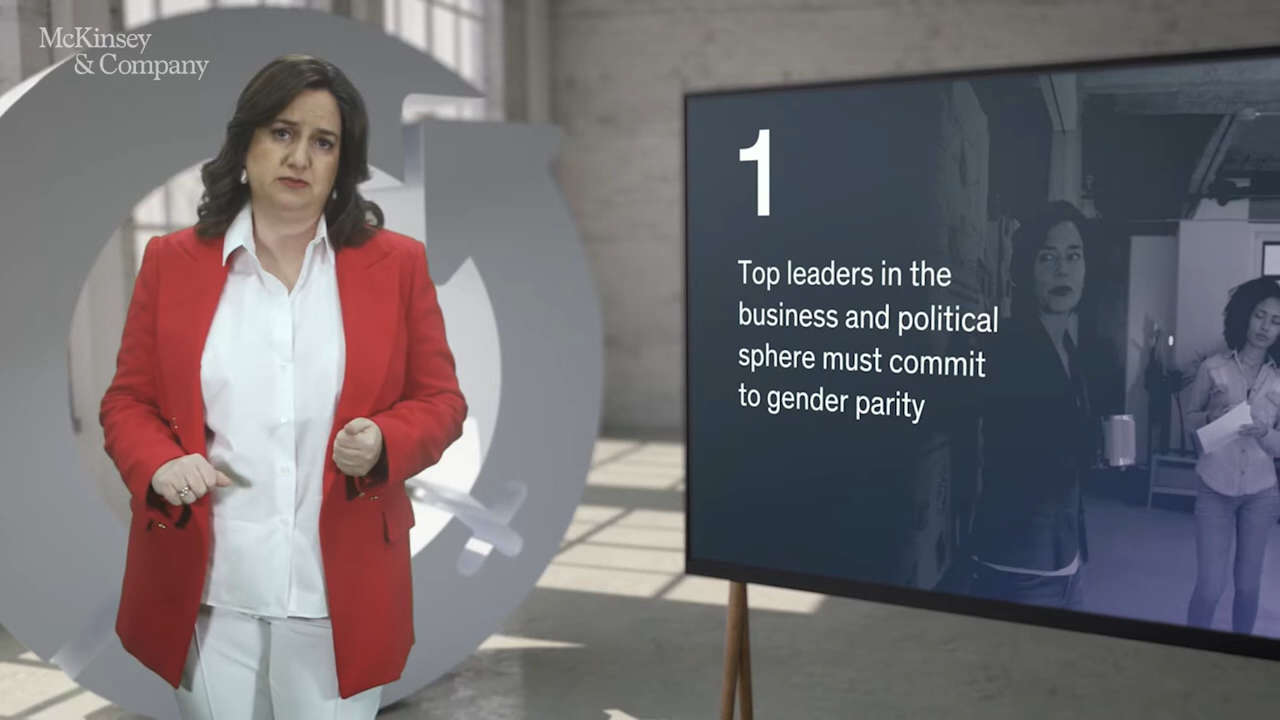 McKinsey
& Company
1
Top leaders in the
business and political
sphere must commit
to gender parity